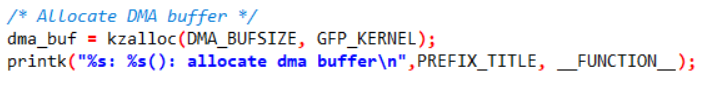 /* Allocate DMA buffer */
dma_buf = kzalloc(DMA_BUFSIZE, GFP_KERNEL);
printk("%s: %s(): allocate dma buffer\n",PREFIX_TITLE, __FUNCTION__);